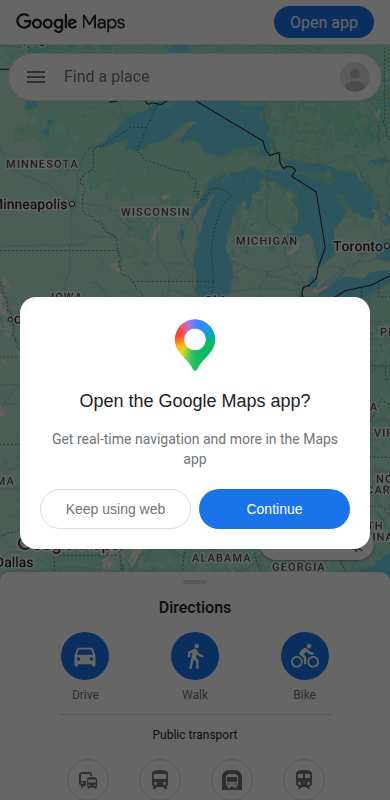 Google Maps
Open app
Find a place
MINNESOTA
Minneapolis
WISCONSIN
MICHIGAN
Toronto
IOWA
Open the Google Maps app?
Get real-time navigation and more in the Maps
app
Keep using web
Continue
Dallas
ALABAMA
GEORGIA
Directions
Drive
Walk
Bike
Public transport